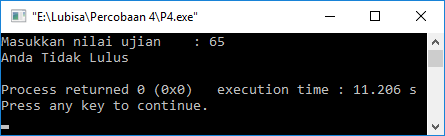 "E:\Lubisa\Percobaan 4\P4.exe"
Masukkan nilai ujian    : 65
Anda Tidak Lulus
Process returned 0 (0x0)   execution time : 11.206 s
Press any key to continue.